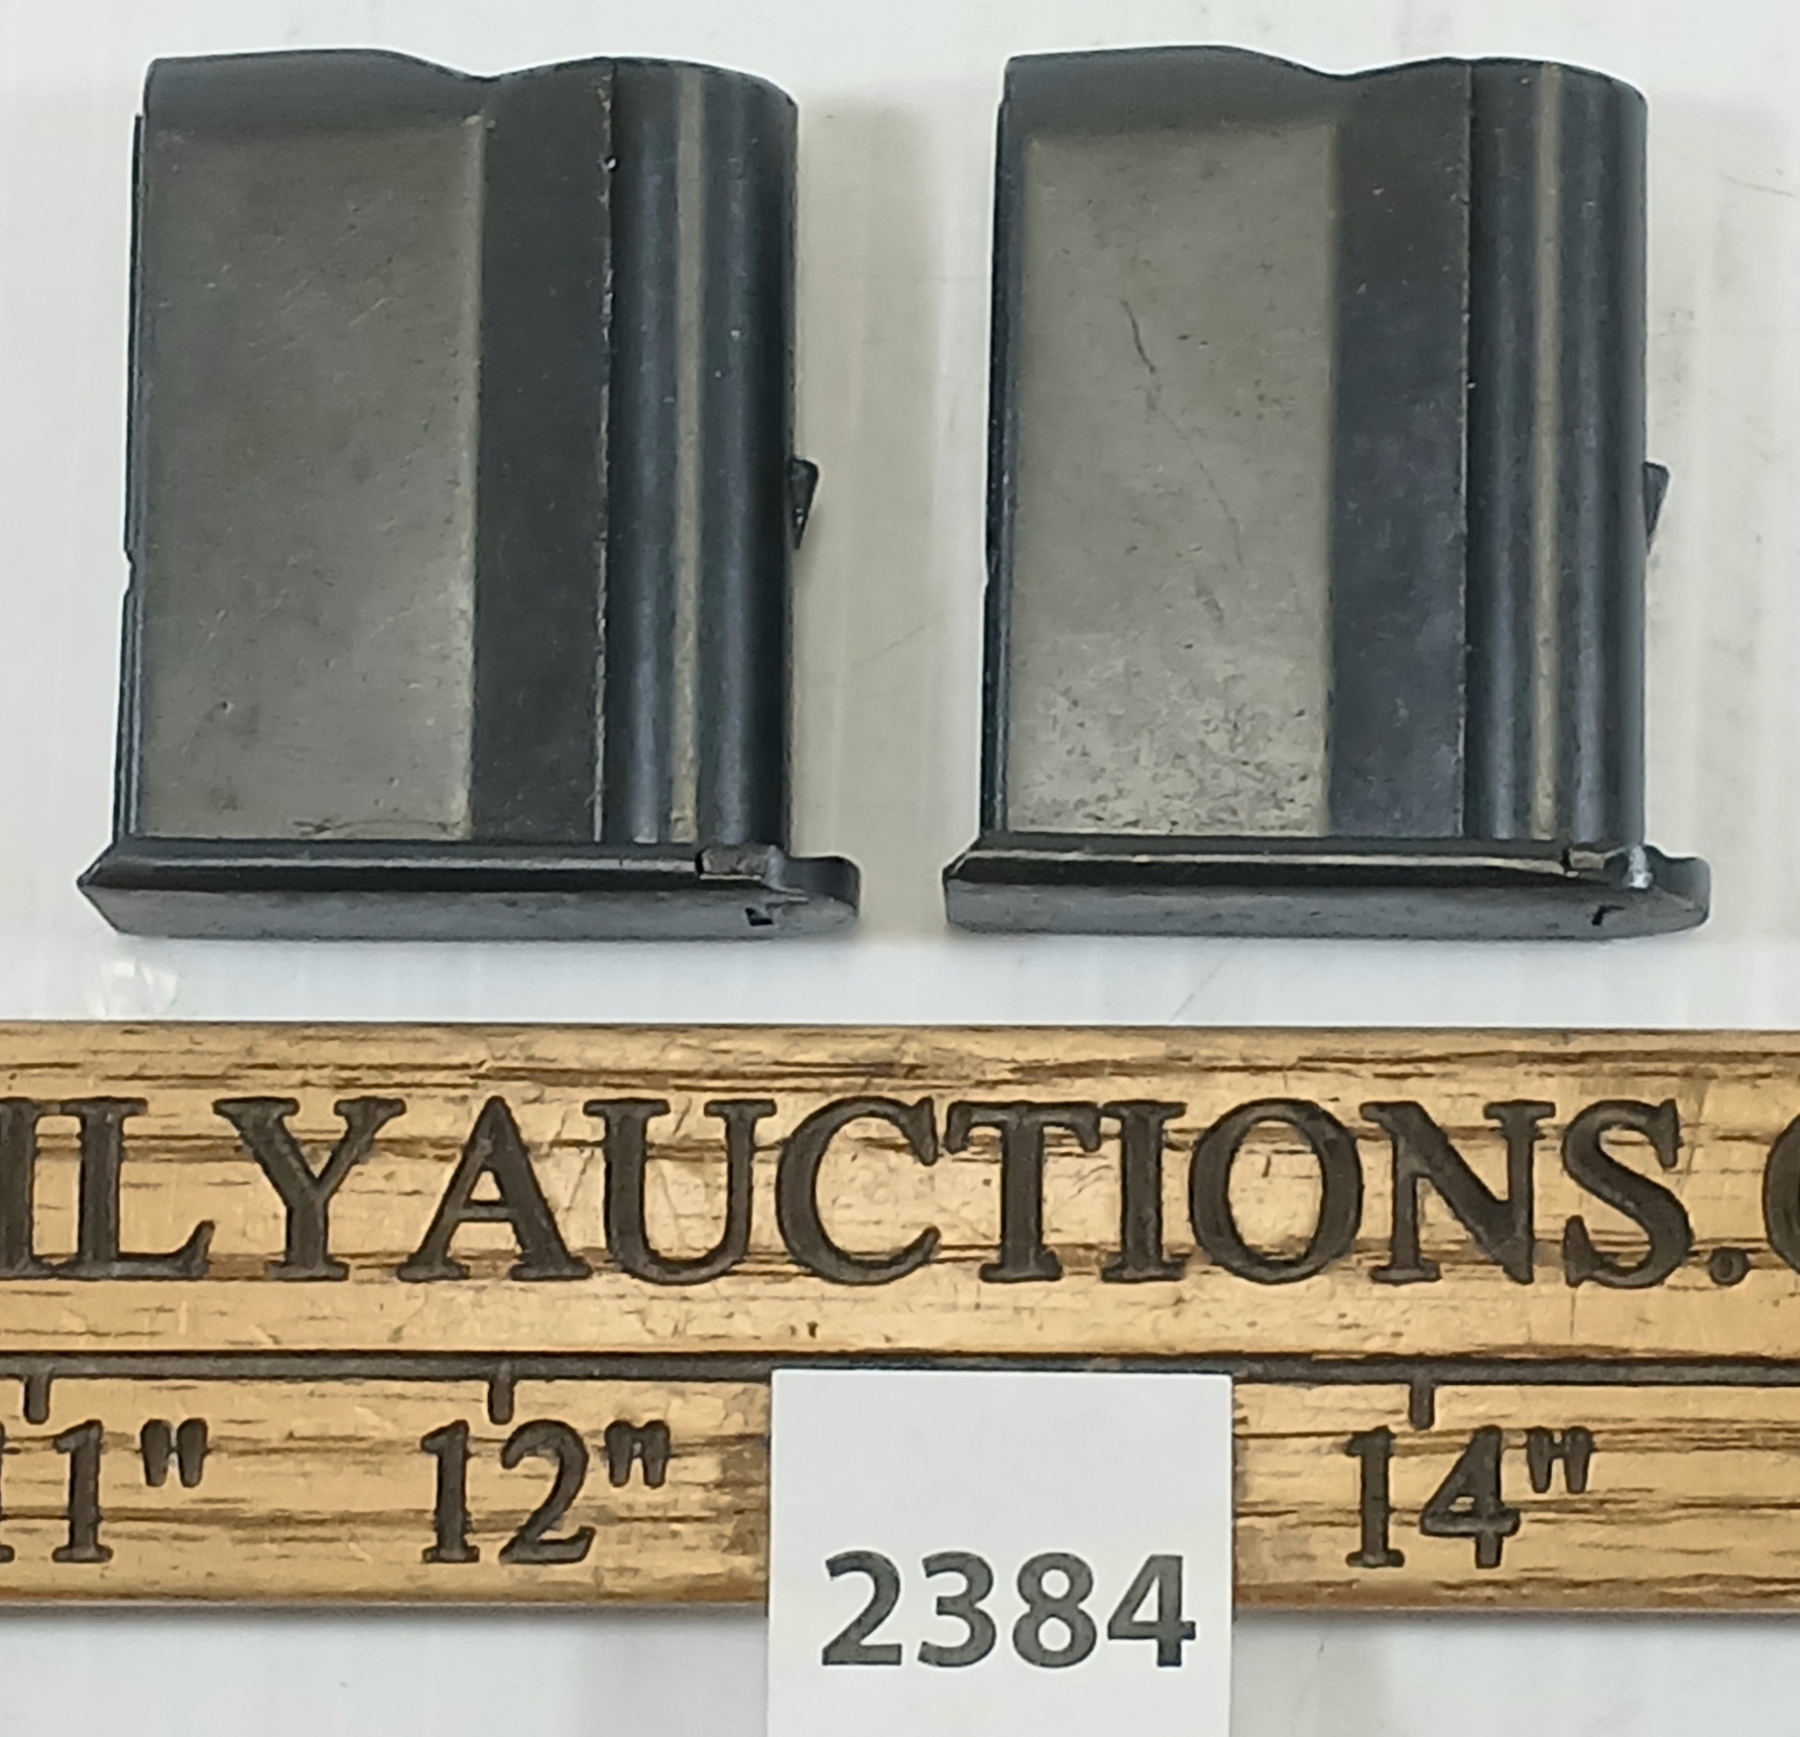 ILYAUCTIONS.
11" 12" 14"
2384